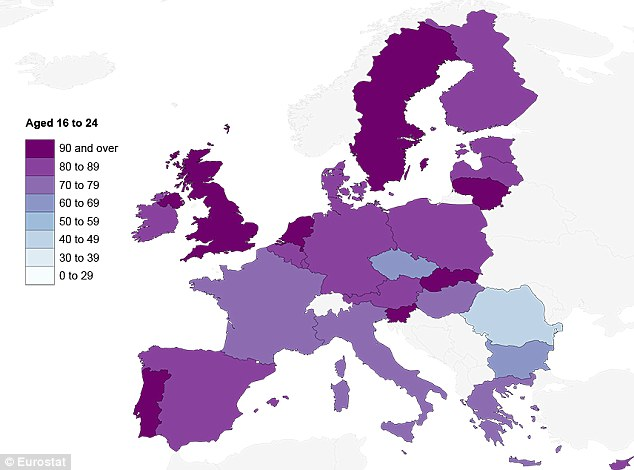 Aged 16 to 24
90 and over
80 to 89
70 to 79
60 to 69
50 to 59
40 to 49
30 to 39
0 to 29
© Eurostat